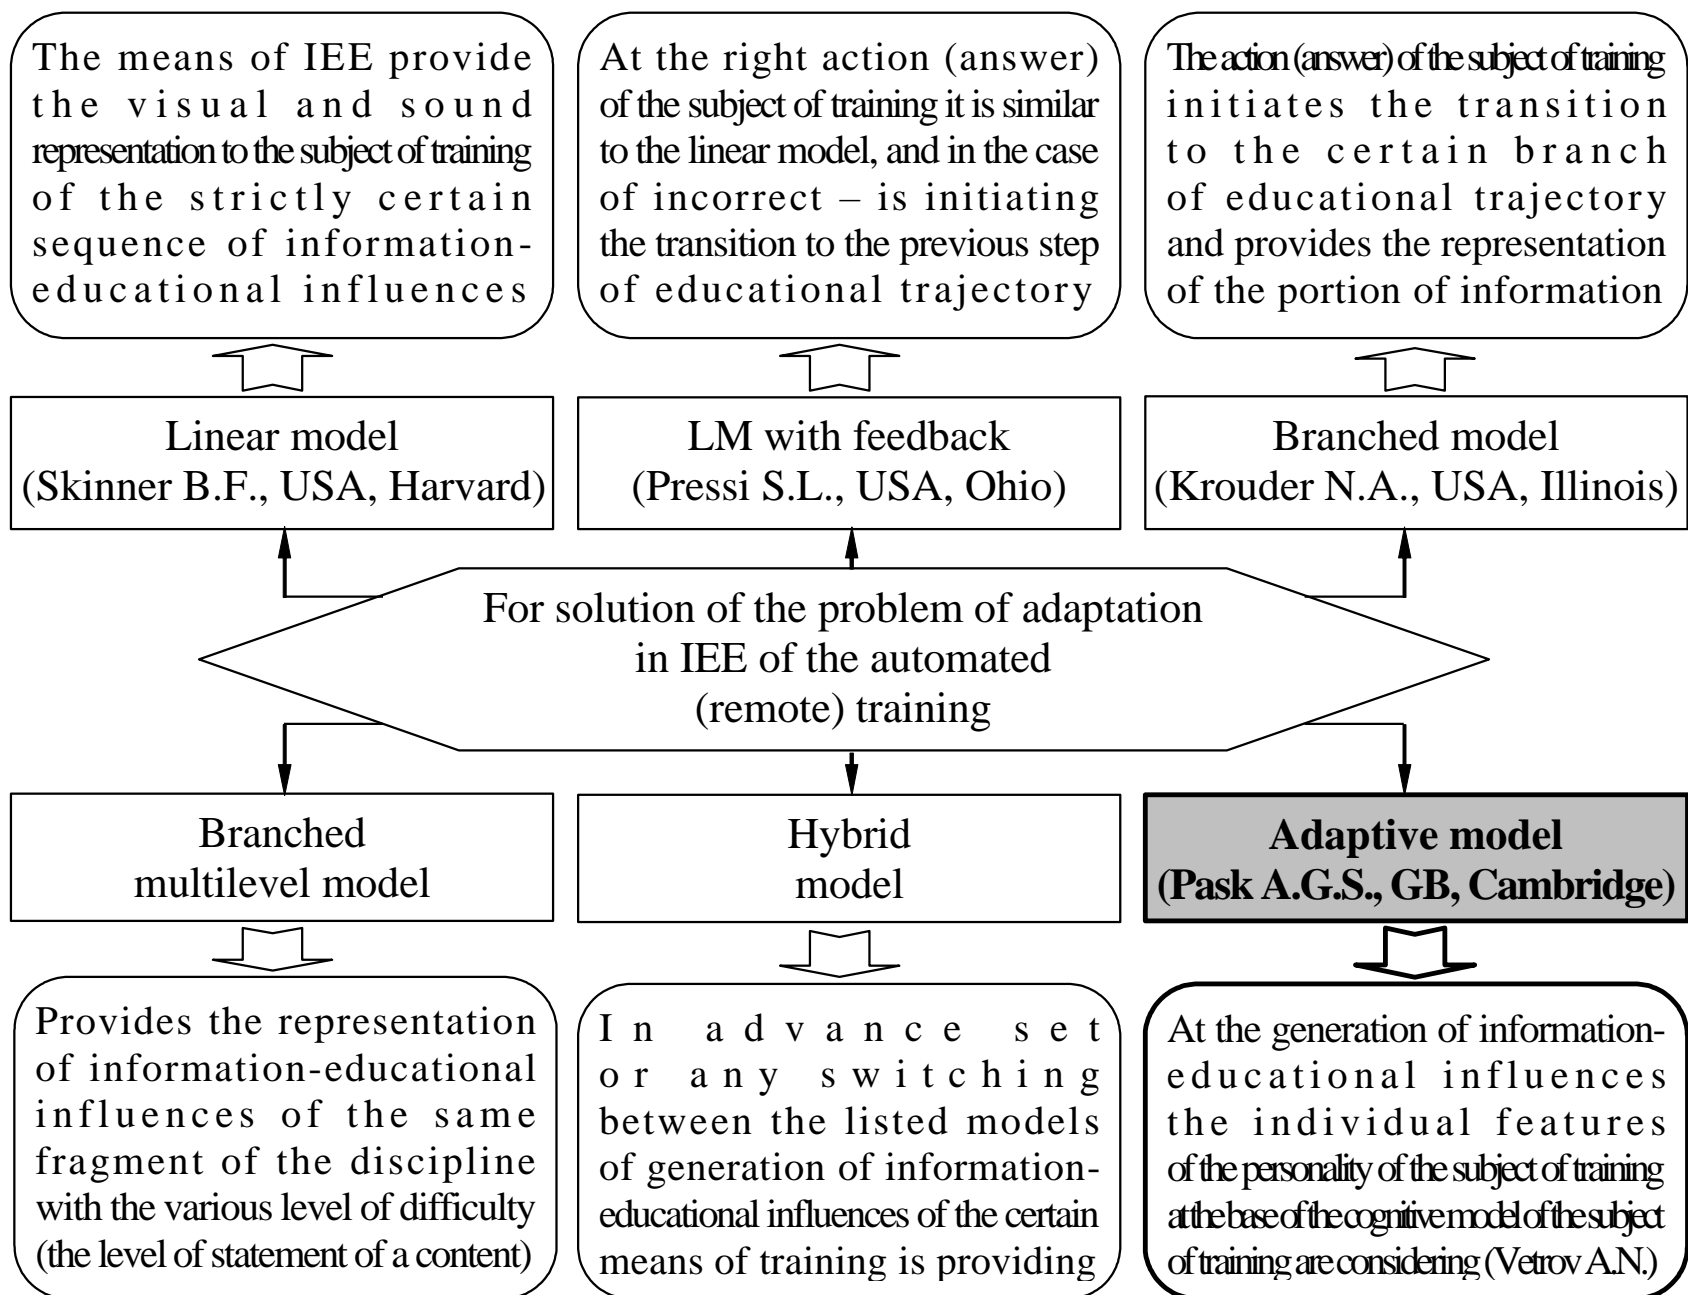 The means of IEE provide
the visual and sound
representation to the subject of training
of the strictly certain
sequence of information-
educational influences
At the right action (answer)
of the subject of training it is similar
to the linear model, and in the case
of incorrect – is initiating
the transition to the previous step
of educational trajectory
The action (answer) of the subject of training
initiates the transition
to the certain branch
of educational trajectory
and provides the representation
of the portion of information
Linear model
(Skinner B.F., USA, Harvard)
LM with feedback
(Pressi S.L., USA, Ohio)
Branched model
(Krouder N.A., USA, Illinois)
For solution of the problem of adaptation
in IEE of the automated
(remote) training
Branched
multilevel model
Hybrid
model
Adaptive model
(Pask A.G.S., GB, Cambridge)
Provides the representation
of information-educational
influences of the same
fragment of the discipline
with the various level of difficulty
(the level of statement of a content)
In advance set
or any switching
between the listed models
of generation of information-
educational influences of the certain
means of training is providing
At the generation of information-
educational influences
the individual features
of the personality of the subject of training
at the base of the cognitive model of the subject
of training are considering (Vetrov A.N.)